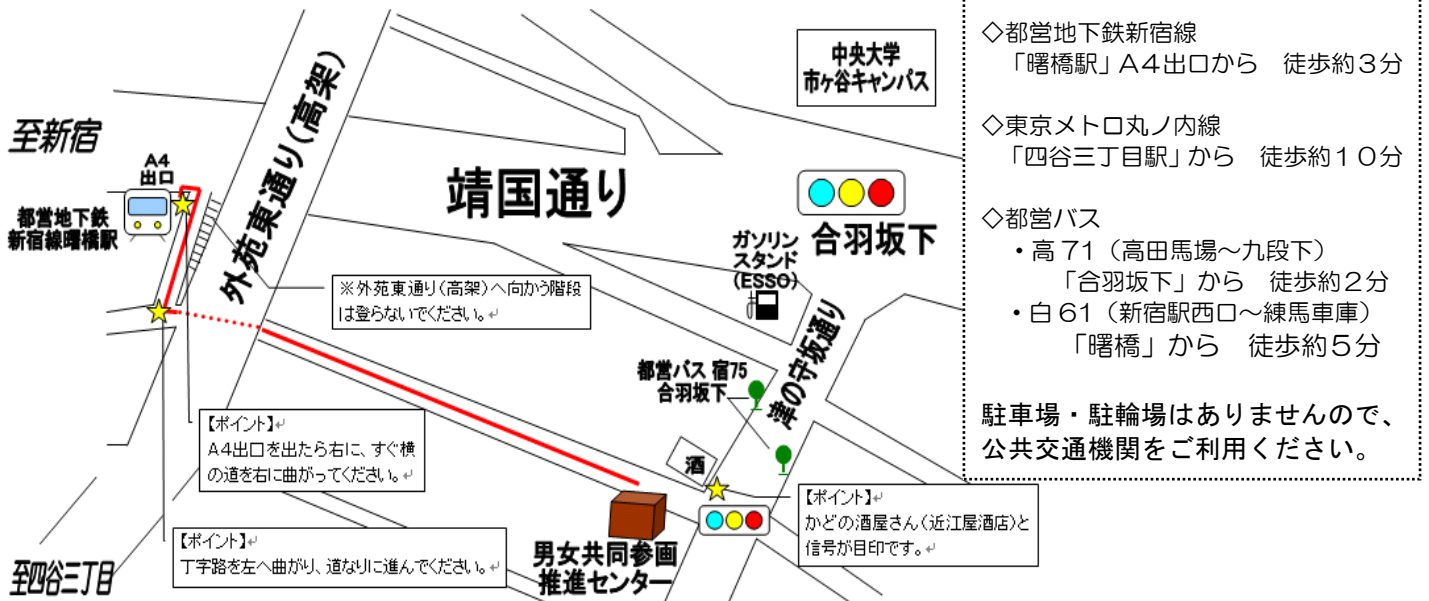 中央大学
市ヶ谷キャンパス
至新宿
A4
出口
都営地下鉄
新宿線曙橋駅
外苑東通り(高架)
靖国通り
合羽坂下
ガソリン
スタンド
(ESSO)
※外苑東通り(高架)へ向かう階段
は登らないでください。↵
都営バス 宿75
合羽坂下
津の守坂通り
【ポイント】↵
A4出口を出たら右に、すぐ横
の道を右に曲がってください。↵
酒
【ポイント】↵
かどの酒屋さん(近江屋酒店)と
信号が目印です。↵
【ポイント】↵
丁字路を左へ曲がり、道なりに進んでください。↵
男女共同参画
推進センター
至四谷三丁目
◇都営地下鉄新宿線
「曙橋駅」A4出口から 徒歩約3分
◇東京メトロ丸ノ内線
「四谷三丁目駅」から 徒歩約10分
◇都営バス
・高71(高田馬場～九段下)
「合羽坂下」から 徒歩約2分
・白61(新宿駅西口～練馬車庫)
「曙橋」から 徒歩約5分
駐車場・駐輪場はありませんので、
公共交通機関をご利用ください。